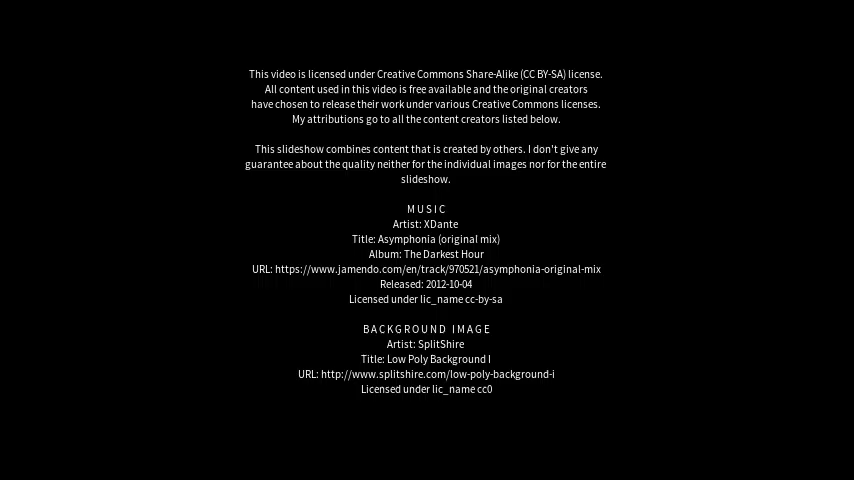 This video is licensed under Creative Commons Share-Alike (CC BY-SA) license.
All content used in this video is free available and the original creators
have chosen to release their work under various Creative Commons licenses.
My attributions go to all the content creators listed below.
This slideshow combines content that is created by others. I don't give any
guarantee about the quality neither for the individual images nor for the entire
slideshow.
MUSIC
Artist: XDante
Title: Asymphonia (original mix)
Album: The Darkest Hour
URL: https://www.jamendo.com/en/track/970521/asymphonia-original-mix
Released: 2012-10-04
Licensed under lic_name cc-by-sa
BACKGROUND IMAGE
Artist: SplitShire
Title: Low Poly Background I
URL: http://www.splitshire.com/low-poly-background-i
Licensed under lic_name cc0